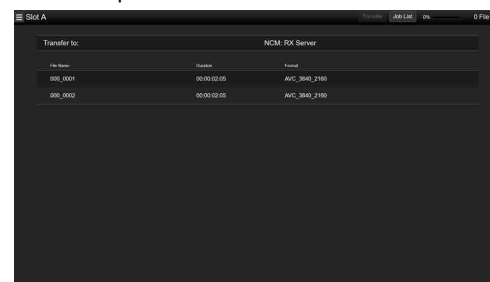 Slot A Transfer Job List 0% 0 File
Transfer to: NCM: RX Server
File Name Duration Format
000_0001 00:00:02:05 AVC_3840_2160
000_0002 00:00:02:05 AVC_3840_2160